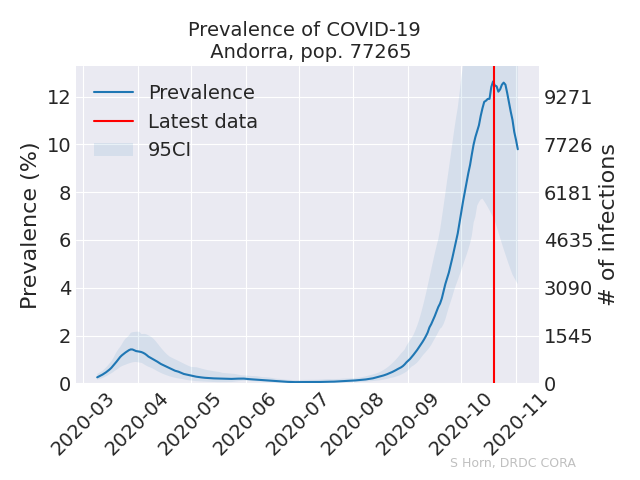 Prevalence of COVID-19
Andorra, pop. 77265
Prevalence
Latest data
95CI
Prevalence (%)
12
10
8
6
4
2
0
9271
7726
6181
4635
3090
1545
0
# of infections
2020-03
2020-04
2020-05
2020-06
2020-07
2020-08
2020-09
2020-10
2020-11
S Horn, DRDC CORA